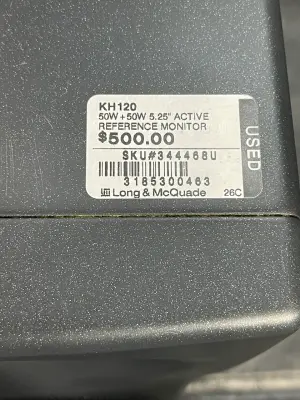 KH120
50W+50W 5.25" ACTIVE
REFERENCE MONITOR
$500.00
USED
SKU#344468U
3185300463
Long & McQuade 26C